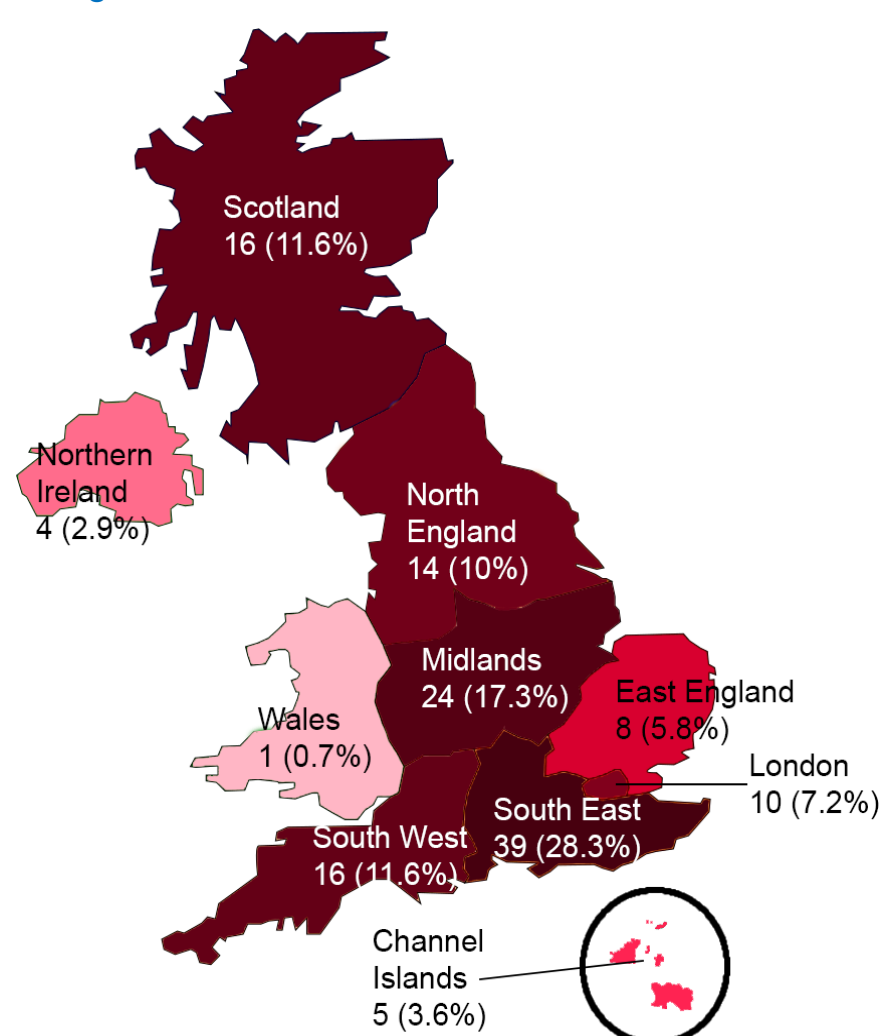 Scotland
16 (11.6%)
Northern
Ireland
4 (2.9%)
North
England
14 (10%)
Midlands
24 (17.3%)
East England
8 (5.8%)
Wales
1 (0.7%)
London
10 (7.2%)
South East
39 (28.3%)
South West
16 (11.6%)
Channel
Islands
5 (3.6%)